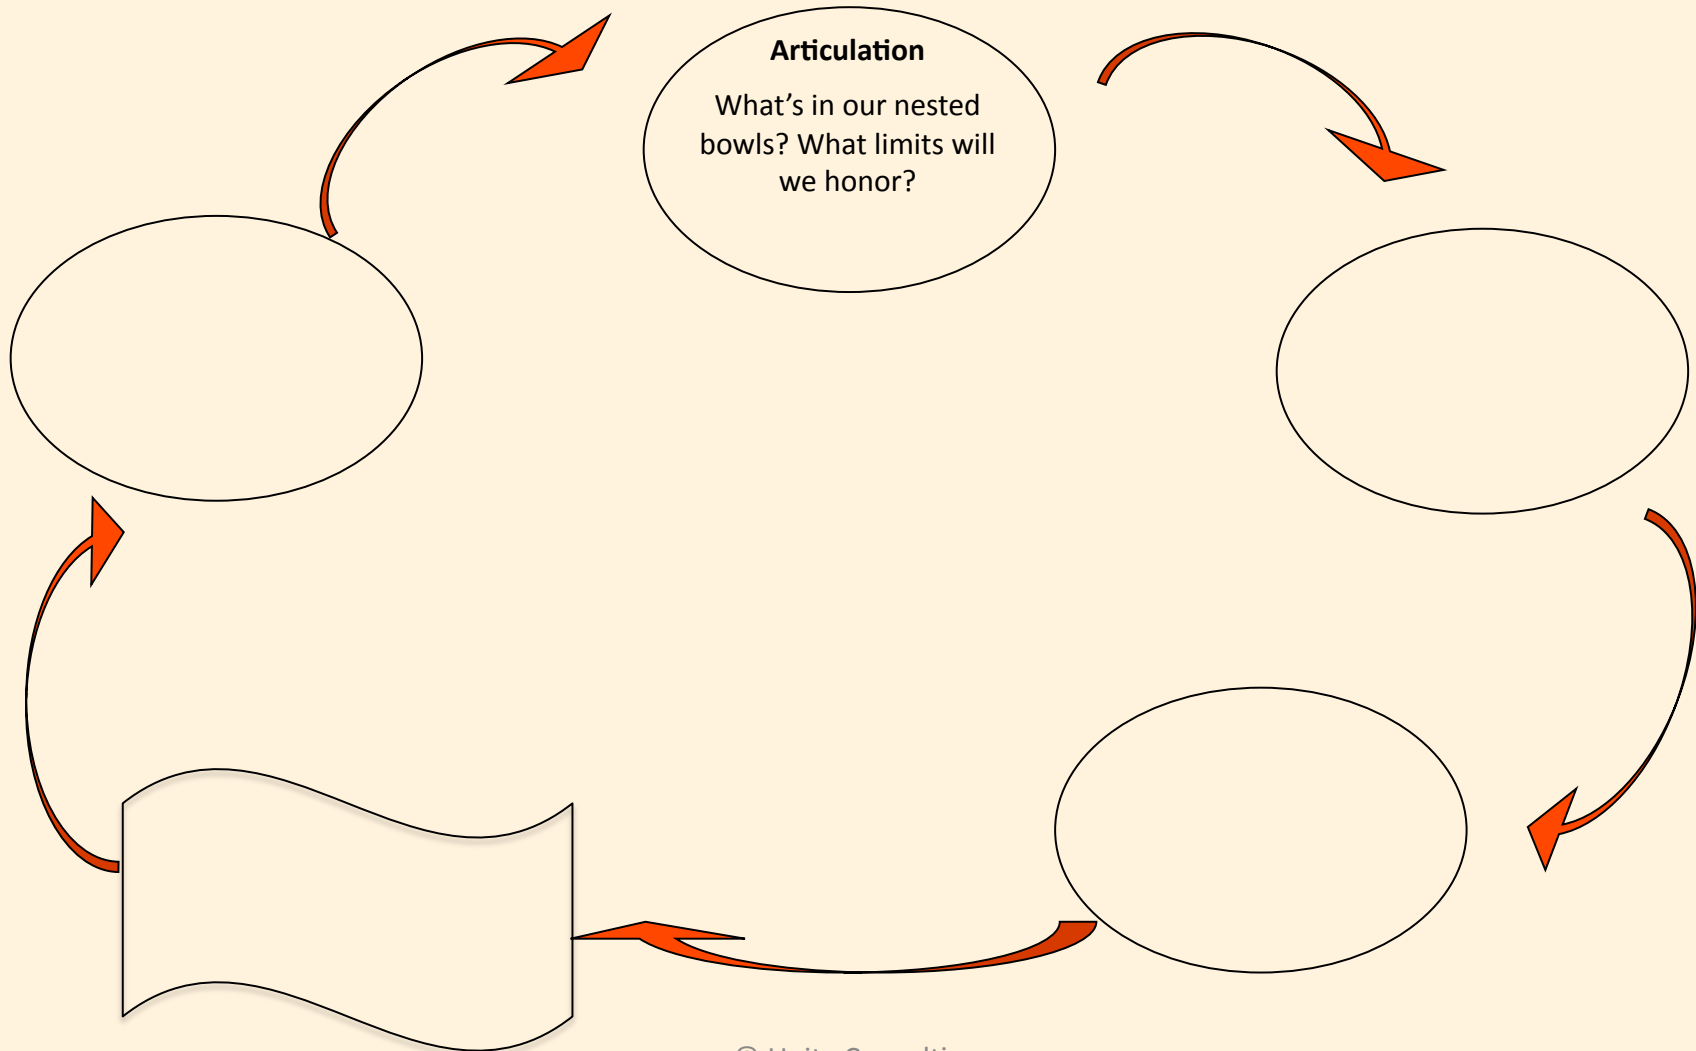 Articulation
What’s in our nested
bowls? What limits will
we honor?